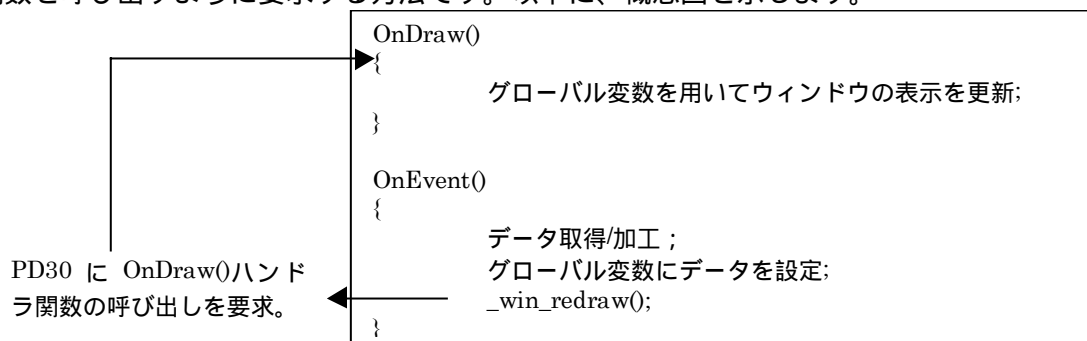 関数を呼び出すように要求する方法です。以下に、概念図を示します。
OnDraw()
{
グローバル変数を用いてウィンドウの表示を更新;
}
OnEvent()
{
データ取得/加工；
グローバル変数にデータを設定;
_win_redraw();
}
PD30 に OnDraw()ハンド
ラ関数の呼び出しを要求。